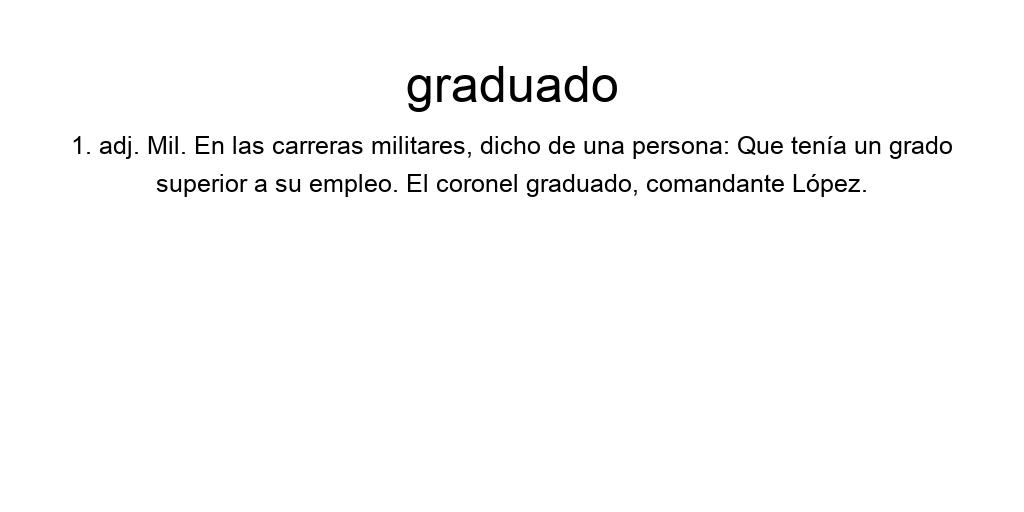 graduado
1. adj. Mil. En las carreras militares, dicho de una persona: Que tenía un grado
superior a su empleo. El coronel graduado, comandante López.